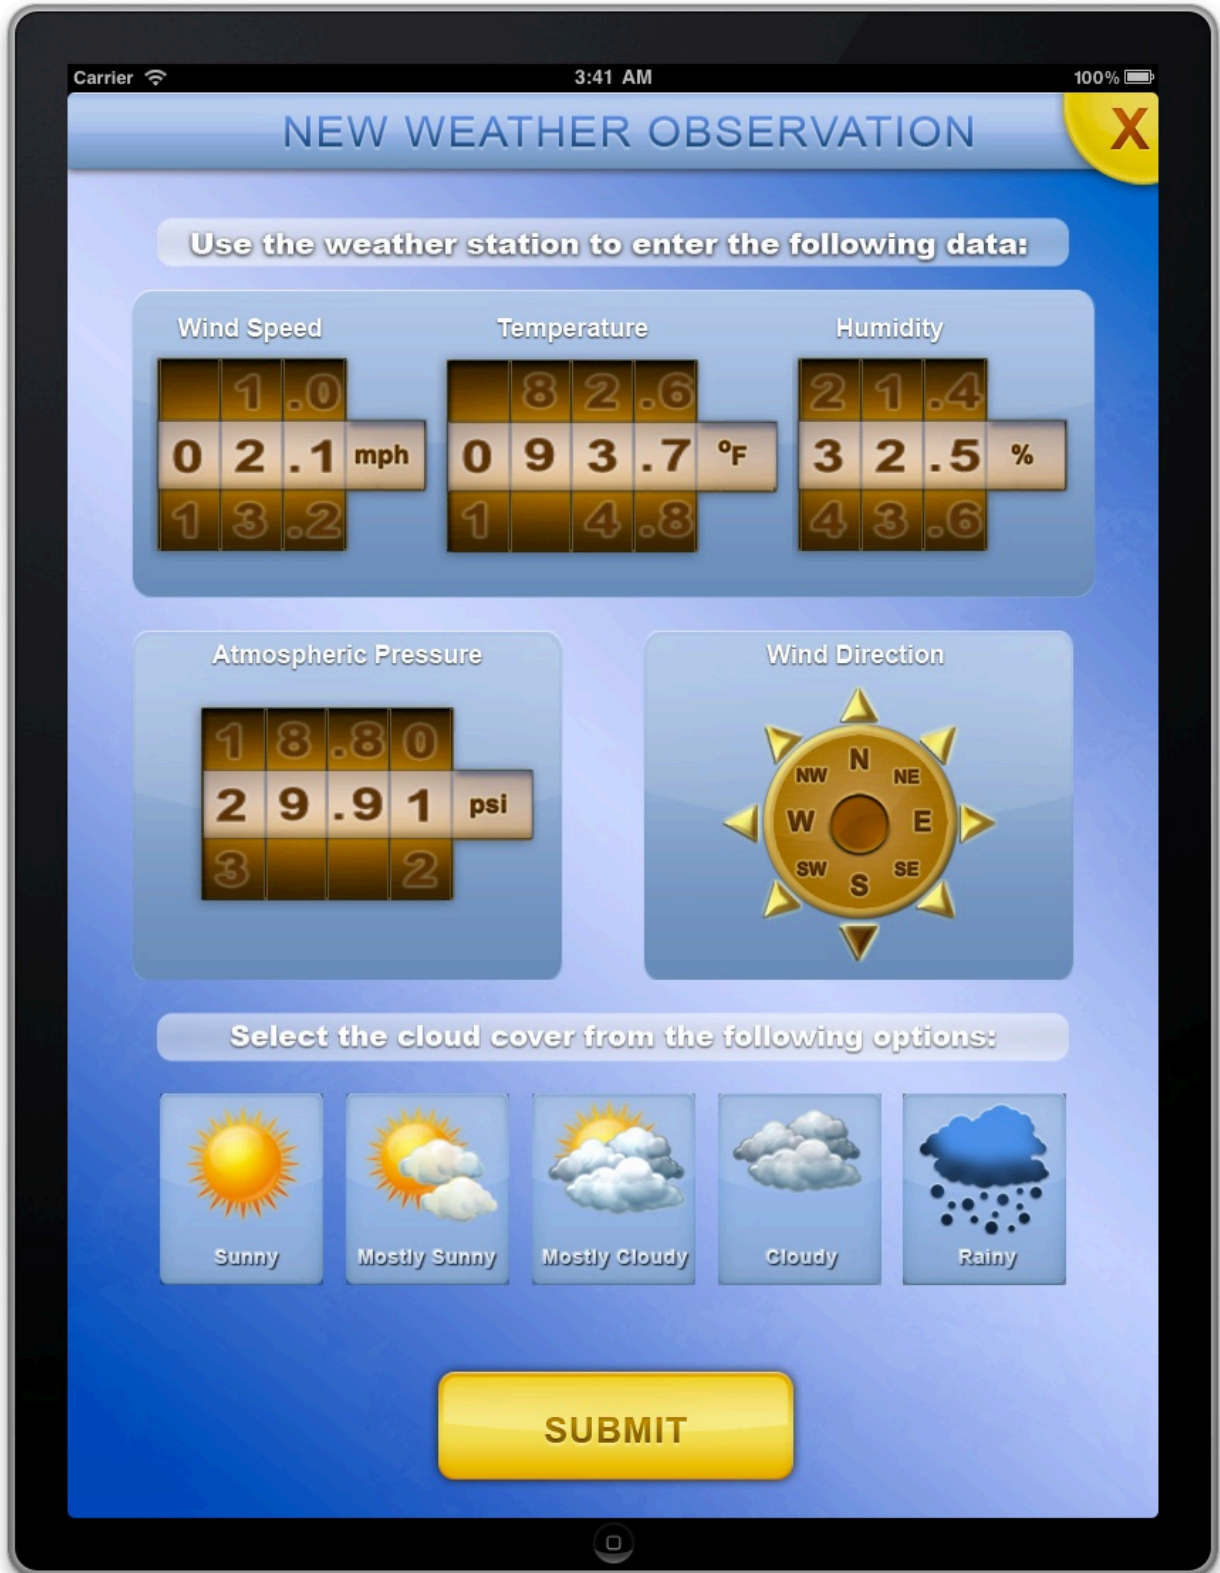 Carrier 3:41 AM 100%
NEW WEATHER OBSERVATION X
Use the weather station to enter the following data:
Wind Speed Temperature Humidity
1 .0 8 2 .6 2 1 .4
0 2 .1 mph 0 9 3 .7 °F 3 2 .5 %
1 3 .2 1 4 .8 4 3 .6
Atmospheric Pressure
1 8 .8 0
2 9 .9 1 psi
3 2
Wind Direction
N
NW NE
W E
SW SE
S
Select the cloud cover from the following options:
Sunny Mostly Sunny Mostly Cloudy Cloudy Rainy
SUBMIT